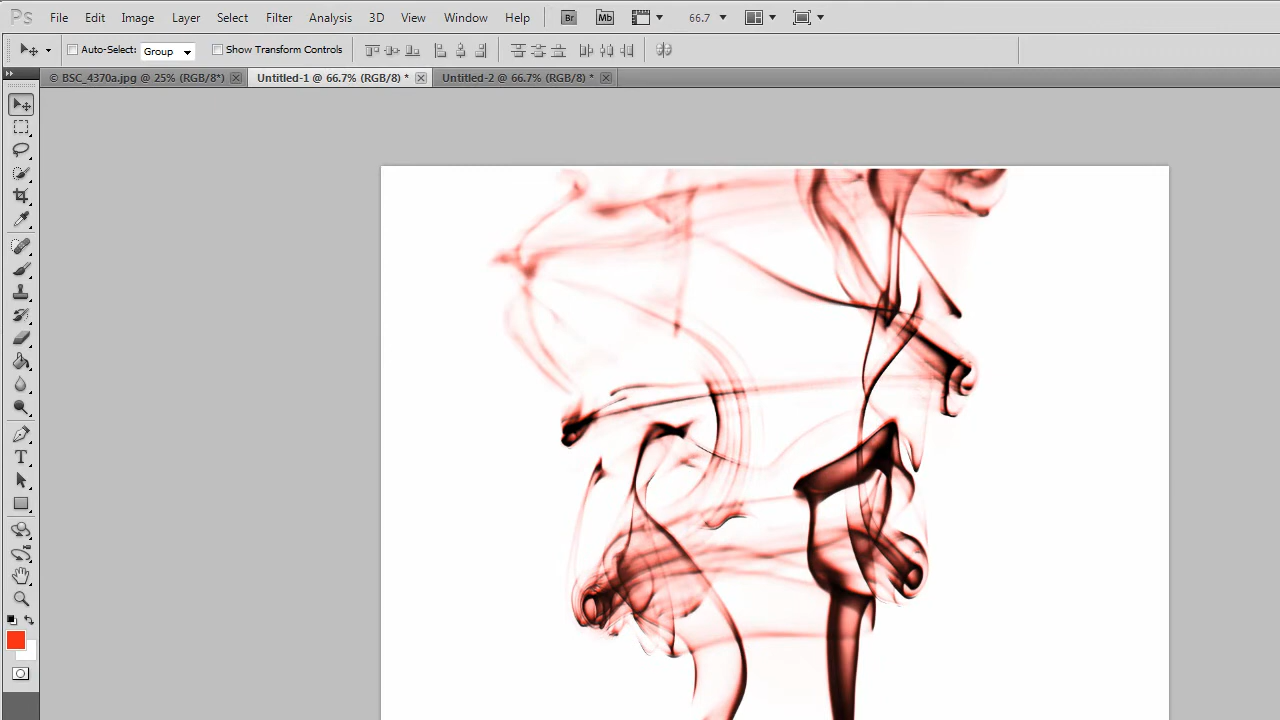 Ps File Edit Image Layer Select Filter Analysis 3D View Window Help Br Mb 66.7
Auto-Select: Group Show Transform Controls
© BSC_4370a.jpg @ 25% (RGB/8*) Untitled-1 @ 66.7% (RGB/8) * Untitled-2 @ 66.7% (RGB/8) *
T